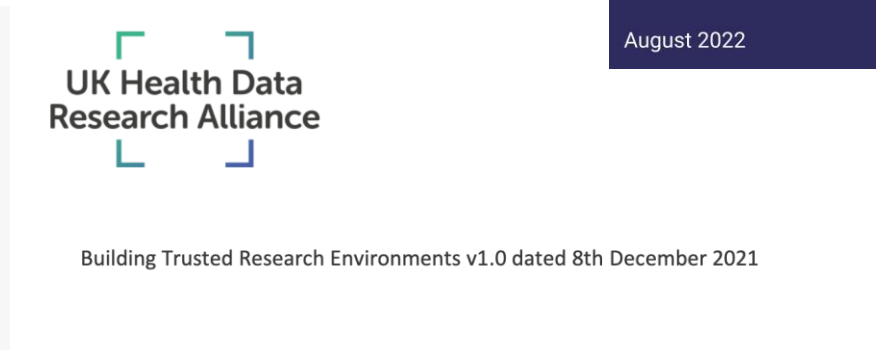 August 2022
UK Health Data
Research Alliance
Building Trusted Research Environments v1.0 dated 8th December 2021